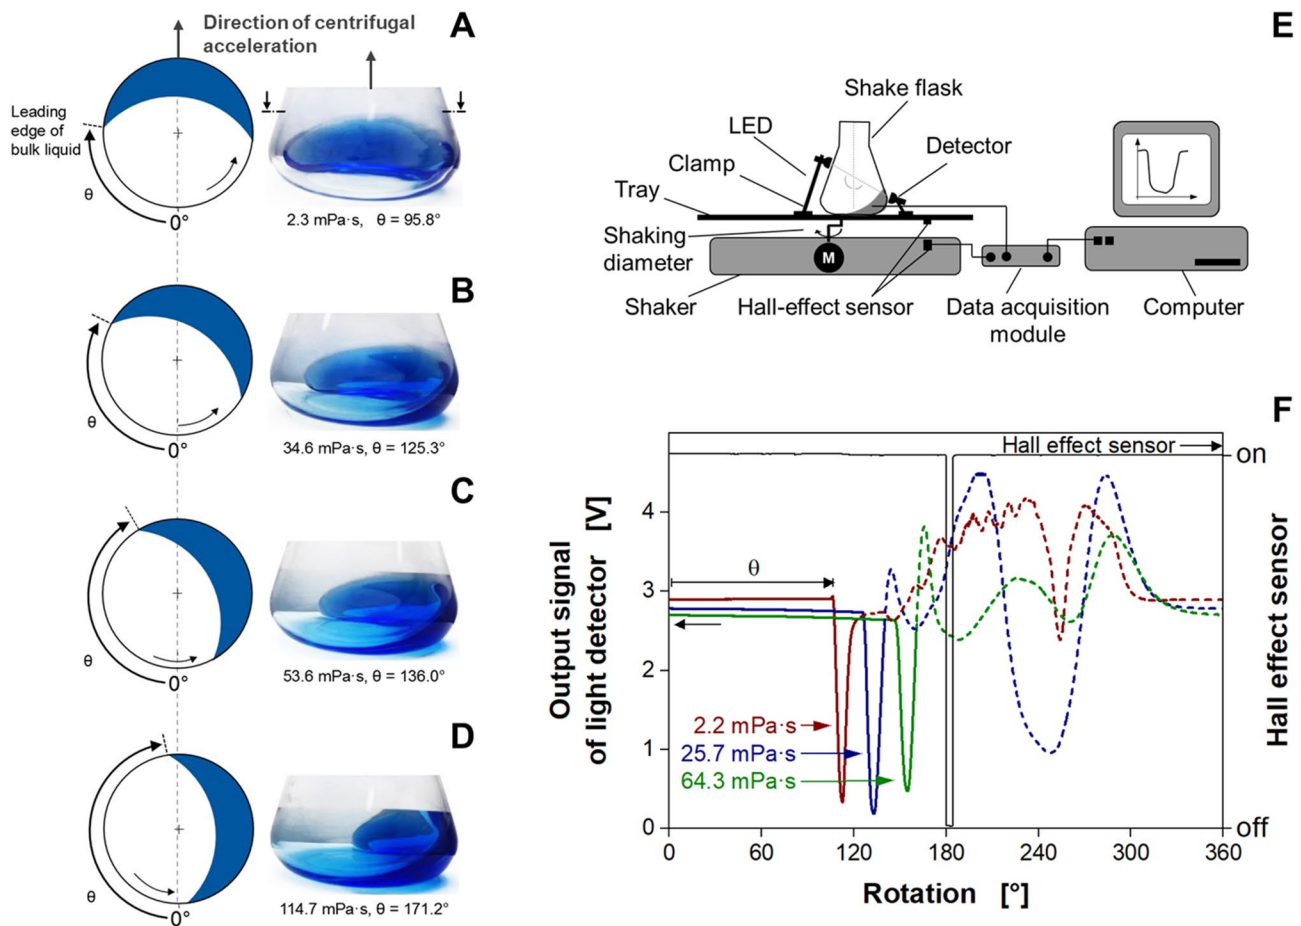 A
Direction of centrifugal
acceleration
Leading
edge of
bulk liquid
θ
0°
2.3 mPa·s, θ = 95.8°
B
θ
0°
34.6 mPa·s, θ = 125.3°
C
θ
0°
53.6 mPa·s, θ = 136.0°
D
θ
0°
114.7 mPa·s, θ = 171.2°
E
Shake flask
LED
Detector
Clamp
Tray
Shaking
diameter
M
Shaker
Hall-effect sensor
Data acquisition
module
Computer
F
Hall effect sensor
on
θ
4
3
2
1
0
Output signal
of light detector [V]
2.2 mPa·s
25.7 mPa·s
64.3 mPa·s
Hall effect sensor
off
0
60
120
180
240
300
360
Rotation [°]